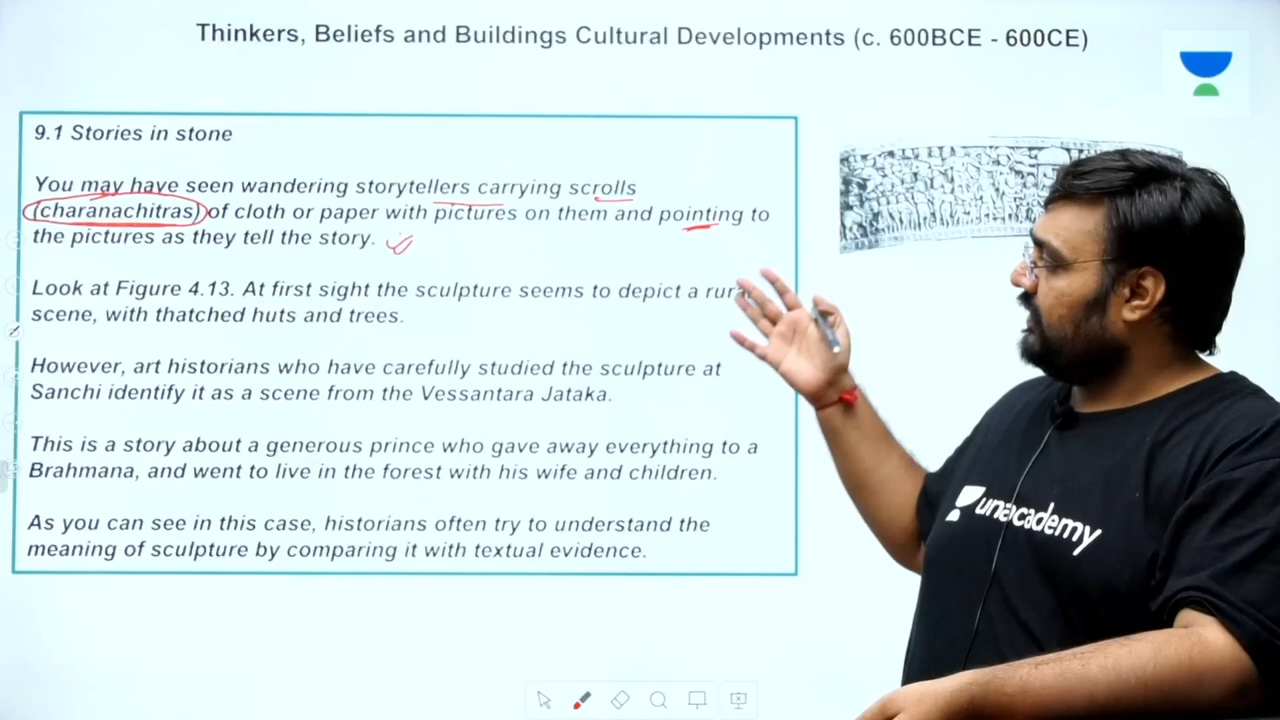 Thinkers, Beliefs and Buildings Cultural Developments (c. 600BCE - 600CE)
9.1 Stories in stone
You may have seen wandering storytellers carrying scrolls
(charanachitras) of cloth or paper with pictures on them and pointing to
the pictures as they tell the story.
Look at Figure 4.13. At first sight the sculpture seems to depict a rural
scene, with thatched huts and trees.
However, art historians who have carefully studied the sculpture at
Sanchi identify it as a scene from the Vessantara Jataka.
This is a story about a generous prince who gave away everything to a
Brahmana, and went to live in the forest with his wife and children.
As you can see in this case, historians often try to understand the
meaning of sculpture by comparing it with textual evidence.
unacademy